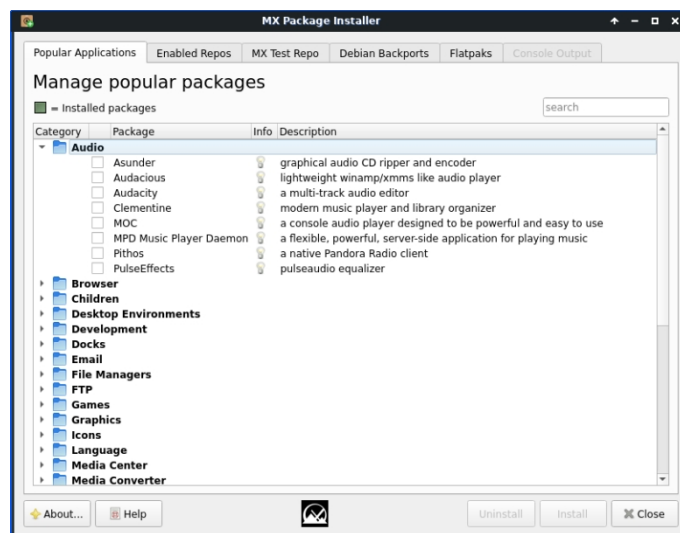 MX Package Installer
Popular Applications Enabled Repos MX Test Repo Debian Backports Flatpaks Console Output
Manage popular packages
= Installed packages search
Category Package Info Description
Audio
Asunder graphical audio CD ripper and encoder
Audacious lightweight winamp/xmms like audio player
Audacity a multi-track audio editor
Clementine modern music player and library organizer
MOC a console audio player designed to be powerful and easy to use
MPD Music Player Daemon a flexible, powerful, server-side application for playing music
Pithos a native Pandora Radio client
PulseEffects pulseaudio equalizer
Browser
Children
Desktop Environments
Development
Docks
Email
File Managers
FTP
Games
Graphics
Icons
Language
Media Center
Media Converter
About... Help Uninstall Install Close